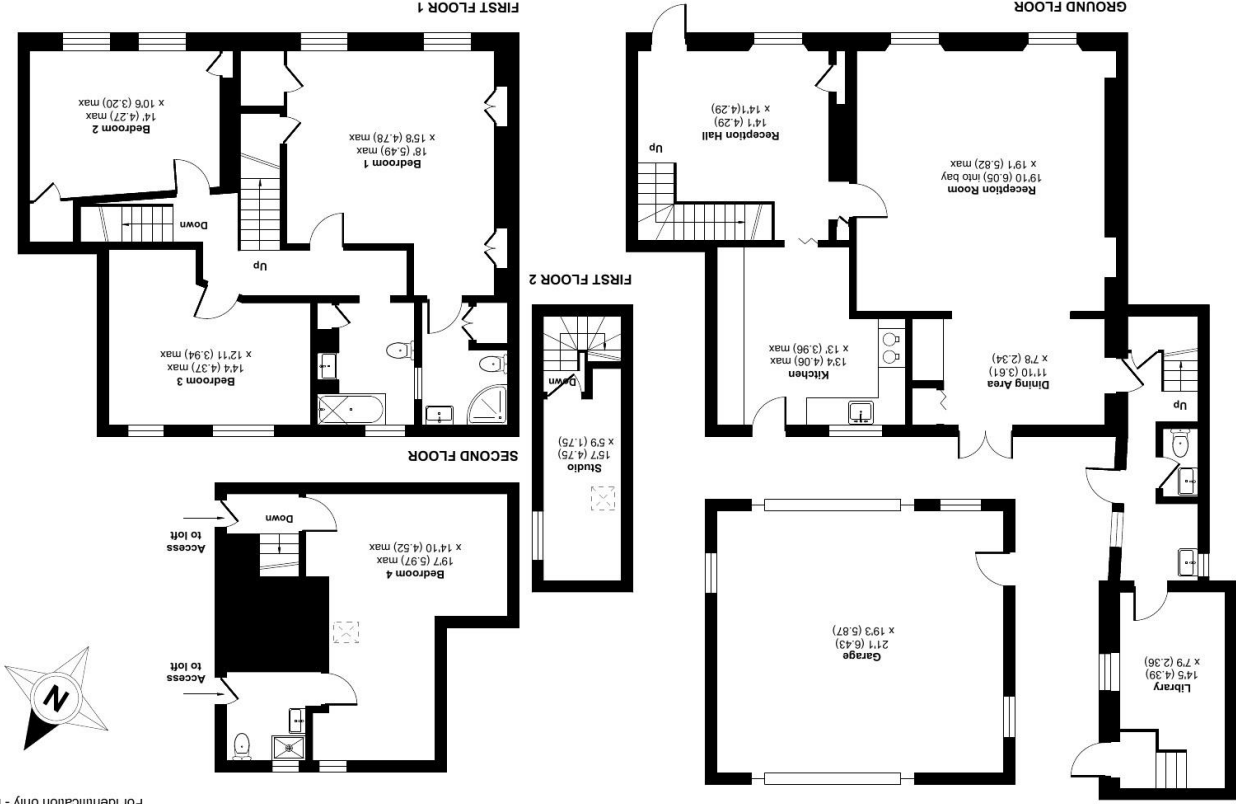 For identification only -
Library
14'5 (4.39)
x 7'9 (2.36)
Garage
21'1 (6.43)
x 19'3 (5.87)
Access
to loft
N
Bedroom 4
19'7 (5.97) max
x 14'10 (4.52) max
Down
Access
to loft
SECOND FLOOR
Studio
15'7 (4.75)
x 5'9 (1.75)
Down
FIRST FLOOR 2
Up
Dining Area
11'10 (3.61)
x 7'8 (2.34)
Kitchen
13'4 (4.06) max
x 13' (3.96) max
Reception Room
19'10 (6.05) into bay
x 19'1 (5.82) max
Reception Hall
14'1 (4.29)
x 14'1(4.29)
Up
GROUND FLOOR
Bedroom 3
14'4 (4.37) max
x 12'11 (3.94) max
Up
Down
Bedroom 1
18' (5.49) max
x 15'8 (4.78) max
Bedroom 2
14' (4.27) max
x 10'6 (3.20) max
FIRST FLOOR 1